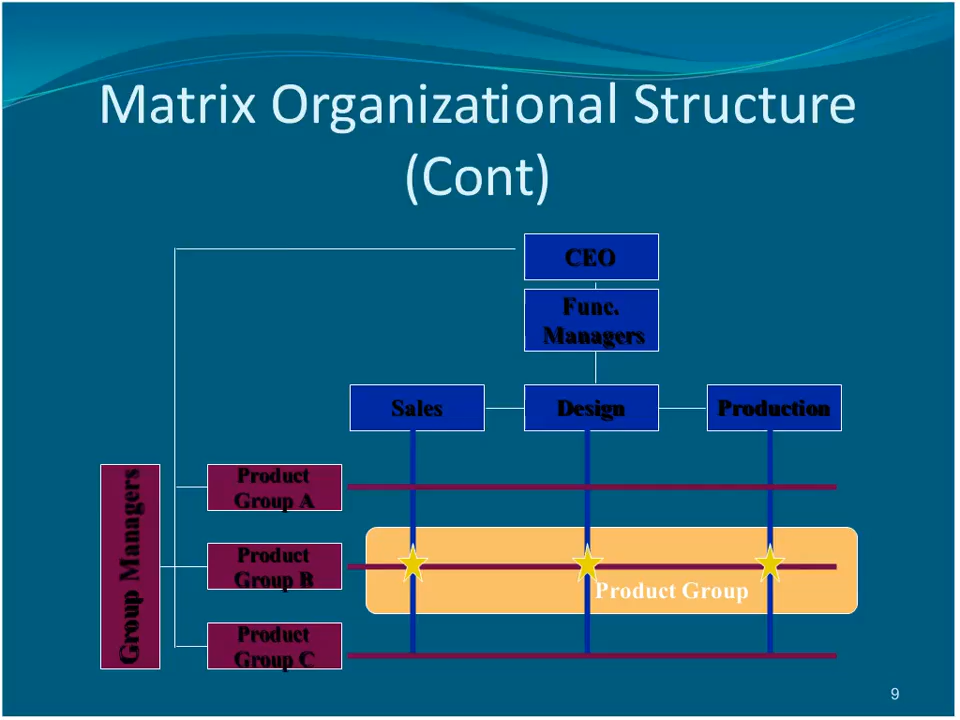 Matrix Organizational Structure
(Cont)
CEO
Func.
Managers
Sales
Design
Production
Group Managers
Product
Group A
Product
Group B
Product Group
Product
Group C
9